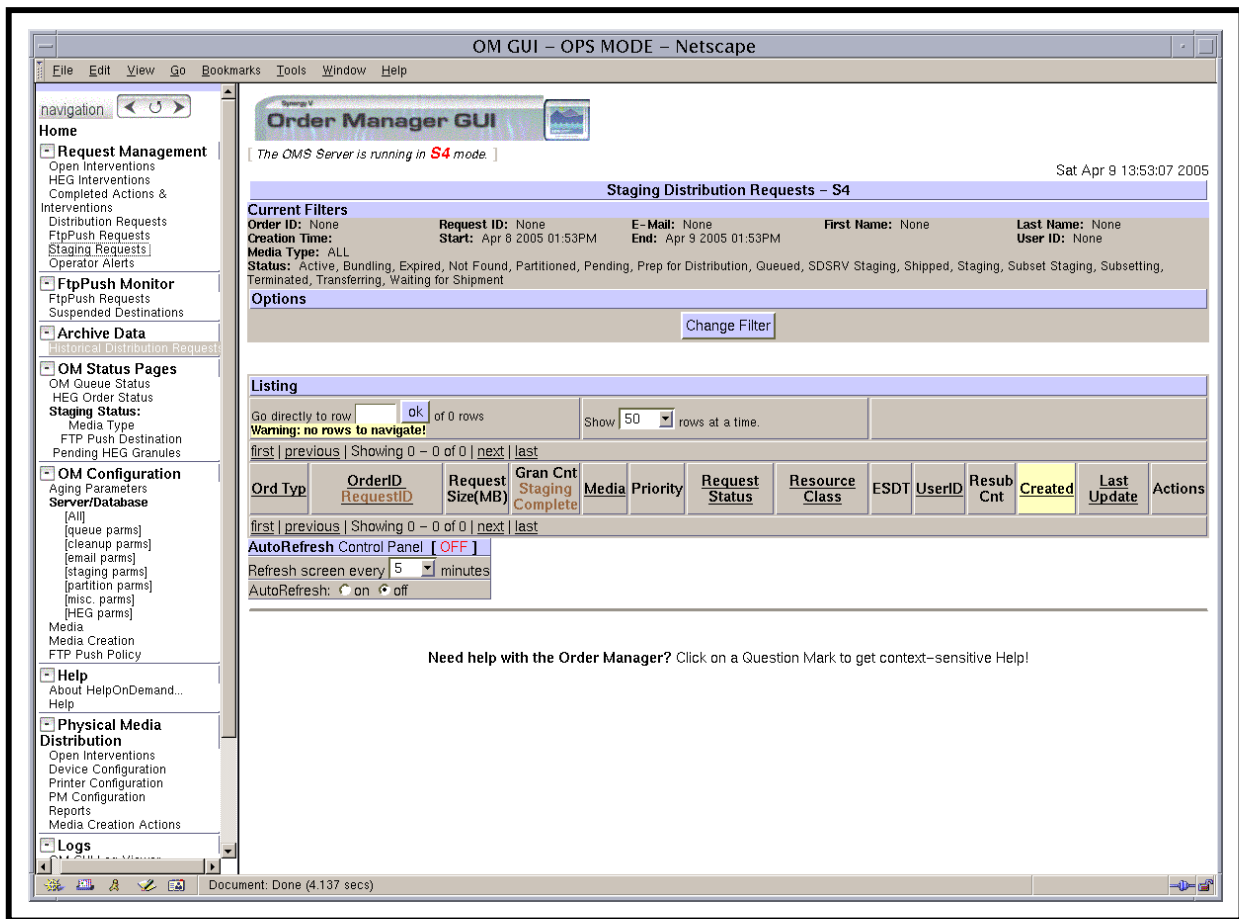 OM GUI – OPS MODE – Netscape
File Edit View Go Bookmarks Tools Window Help
navigation
Home
Request Management
Open Interventions
HEG Interventions
Completed Actions &
Interventions
Distribution Requests
FtpPush Requests
Staging Requests
Operator Alerts
FtpPush Monitor
FtpPush Requests
Suspended Destinations
Archive Data
Historical Distribution Requests
OM Status Pages
OM Queue Status
HEG Order Status
Staging Status:
Media Type
FTP Push Destination
Pending HEG Granules
OM Configuration
Aging Parameters
Server/Database
[All]
[queue parms]
[cleanup parms]
[email parms]
[staging parms]
[partition parms]
[misc. parms]
[HEG parms]
Media
Media Creation
FTP Push Policy
Help
About HelpOnDemand...
Help
Physical Media
Distribution
Open Interventions
Device Configuration
Printer Configuration
PM Configuration
Reports
Media Creation Actions
Logs
OM GUI Log Viewer
Synergy V
Order Manager GUI
[ The OMS Server is running in S4 mode. ]
Sat Apr 9 13:53:07 2005
Staging Distribution Requests – S4
Current Filters
Order ID: None Request ID: None E-Mail: None First Name: None Last Name: None
Creation Time: Start: Apr 8 2005 01:53PM End: Apr 9 2005 01:53PM User ID: None
Media Type: ALL
Status: Active, Bundling, Expired, Not Found, Partitioned, Pending, Prep for Distribution, Queued, SDSRV Staging, Shipped, Staging, Subset Staging, Subsetting,
Terminated, Transferring, Waiting for Shipment
Options
Change Filter
Listing
Go directly to row ok of 0 rows Show 50 rows at a time.
Warning: no rows to navigate!
first | previous | Showing 0 – 0 of 0 | next | last
Ord Typ OrderID RequestID Request Size(MB) Gran Cnt Staging Complete Media Priority Request Status Resource Class ESDT UserID Resub Cnt Created Last Update Actions
first | previous | Showing 0 – 0 of 0 | next | last
AutoRefresh Control Panel [ OFF ]
Refresh screen every 5 minutes
AutoRefresh: on off
Need help with the Order Manager? Click on a Question Mark to get context–sensitive Help!
Document: Done (4.137 secs)